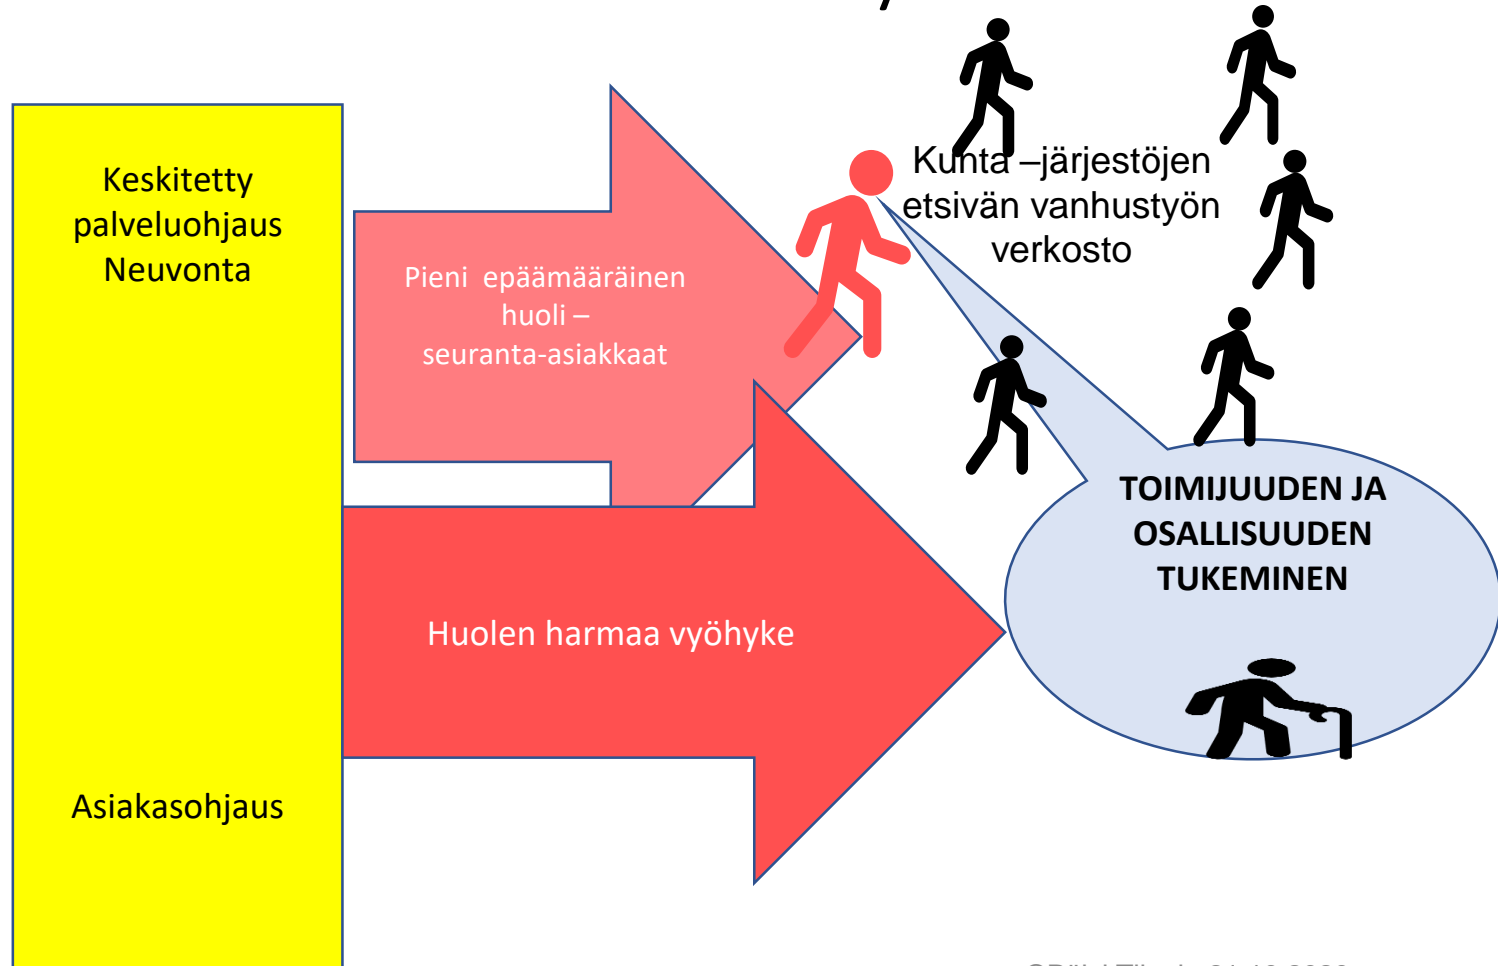 Keskitetty
palveluohjaus
Neuvonta
Asiakasohjaus
Pieni epäämääräinen
huoli –
seuranta-asiakkaat
Huolen harmaa vyöhyke
Kunta –järjestöjen
etsivän vanhustyön
verkosto
TOIMIJUUDEN JA
OSALLISUUDEN
TUKEMINEN